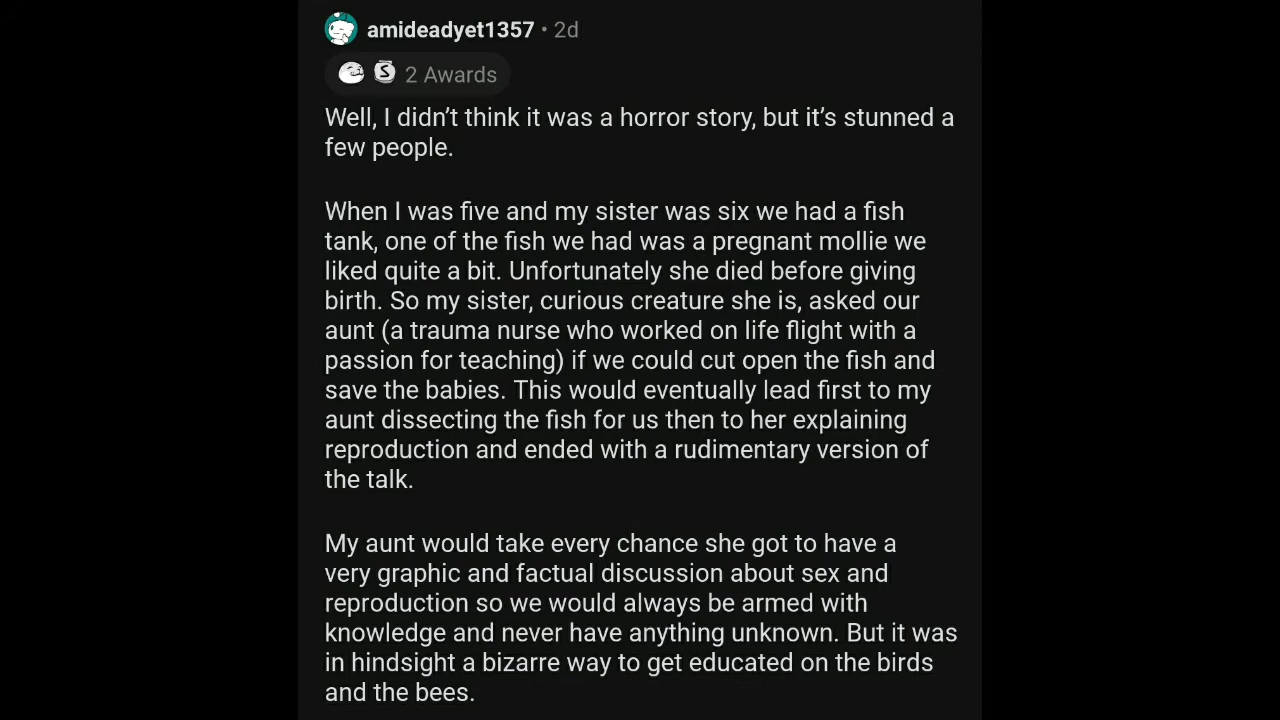 amideadyet1357 • 2d
2 Awards
Well, I didn’t think it was a horror story, but it’s stunned a
few people.
When I was five and my sister was six we had a fish
tank, one of the fish we had was a pregnant mollie we
liked quite a bit. Unfortunately she died before giving
birth. So my sister, curious creature she is, asked our
aunt (a trauma nurse who worked on life flight with a
passion for teaching) if we could cut open the fish and
save the babies. This would eventually lead first to my
aunt dissecting the fish for us then to her explaining
reproduction and ended with a rudimentary version of
the talk.
My aunt would take every chance she got to have a
very graphic and factual discussion about sex and
reproduction so we would always be armed with
knowledge and never have anything unknown. But it was
in hindsight a bizarre way to get educated on the birds
and the bees.